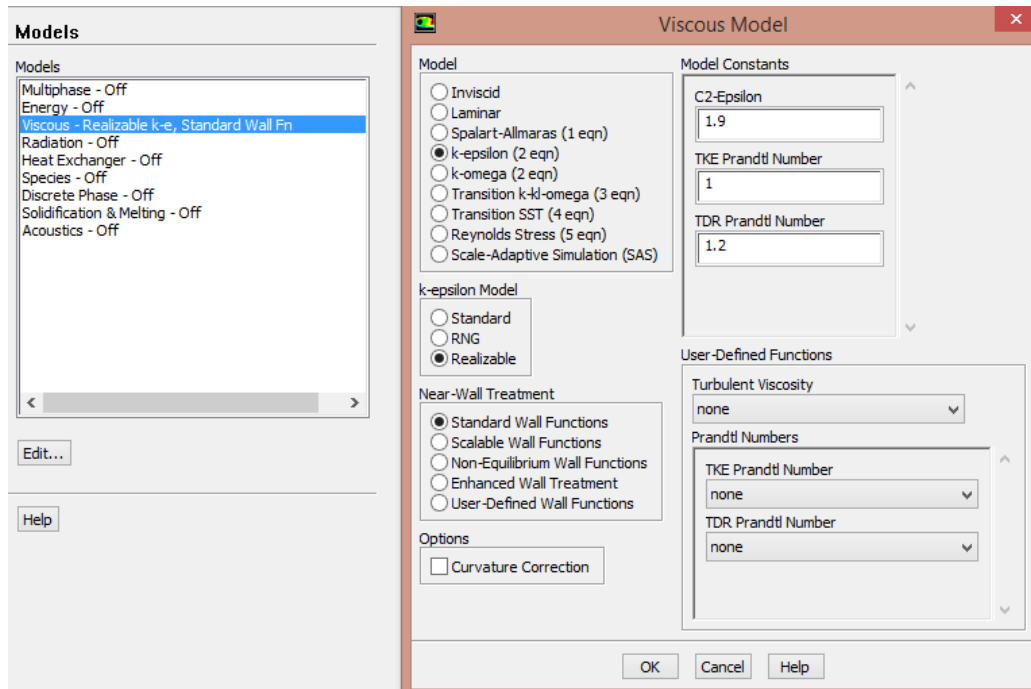 Models
Models
Multiphase - Off
Energy - Off
Viscous - Realizable k-e, Standard Wall Fn
Radiation - Off
Heat Exchanger - Off
Species - Off
Discrete Phase - Off
Solidification & Melting - Off
Acoustics - Off
Edit...
Help
Viscous Model
Model
Inviscid
Laminar
Spalart-Allmaras (1 eqn)
k-epsilon (2 eqn)
k-omega (2 eqn)
Transition k-kl-omega (3 eqn)
Transition SST (4 eqn)
Reynolds Stress (5 eqn)
Scale-Adaptive Simulation (SAS)
k-epsilon Model
Standard
RNG
Realizable
Near-Wall Treatment
Standard Wall Functions
Scalable Wall Functions
Non-Equilibrium Wall Functions
Enhanced Wall Treatment
User-Defined Wall Functions
Options
Curvature Correction
Model Constants
C2-Epsilon
1.9
TKE Prandtl Number
1
TDR Prandtl Number
1.2
User-Defined Functions
Turbulent Viscosity
none
Prandtl Numbers
TKE Prandtl Number
none
TDR Prandtl Number
none
OK
Cancel
Help